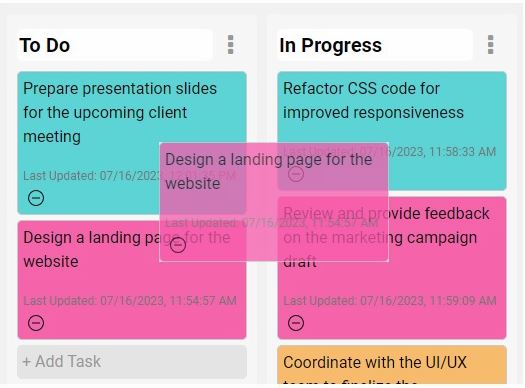 To Do
Prepare presentation slides
for the upcoming client
meeting
Last Updated: 07/16/2023, 12:01:35 PM
Design a landing page for the
website
Last Updated: 07/16/2023, 11:54:57 AM
+ Add Task
Design a landing page for the
website
Last Updated: 07/16/2023, 11:54:57 AM
In Progress
Refactor CSS code for
improved responsiveness
Last Updated: 07/16/2023, 11:58:33 AM
Review and provide feedback
on the marketing campaign
draft
Last Updated: 07/16/2023, 11:59:09 AM
Coordinate with the UI/UX
team to finalize the